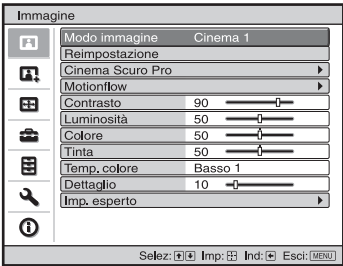 Immagine
Modo immagine Cinema 1
Reimpostazione
Cinema Scuro Pro
Motionflow
Contrasto 90
Luminosità 50
Colore 50
Tinta 50
Temp. colore Basso 1
Dettaglio 10
Imp. esperto
Selez: Imp: Ind: Esci: MENU